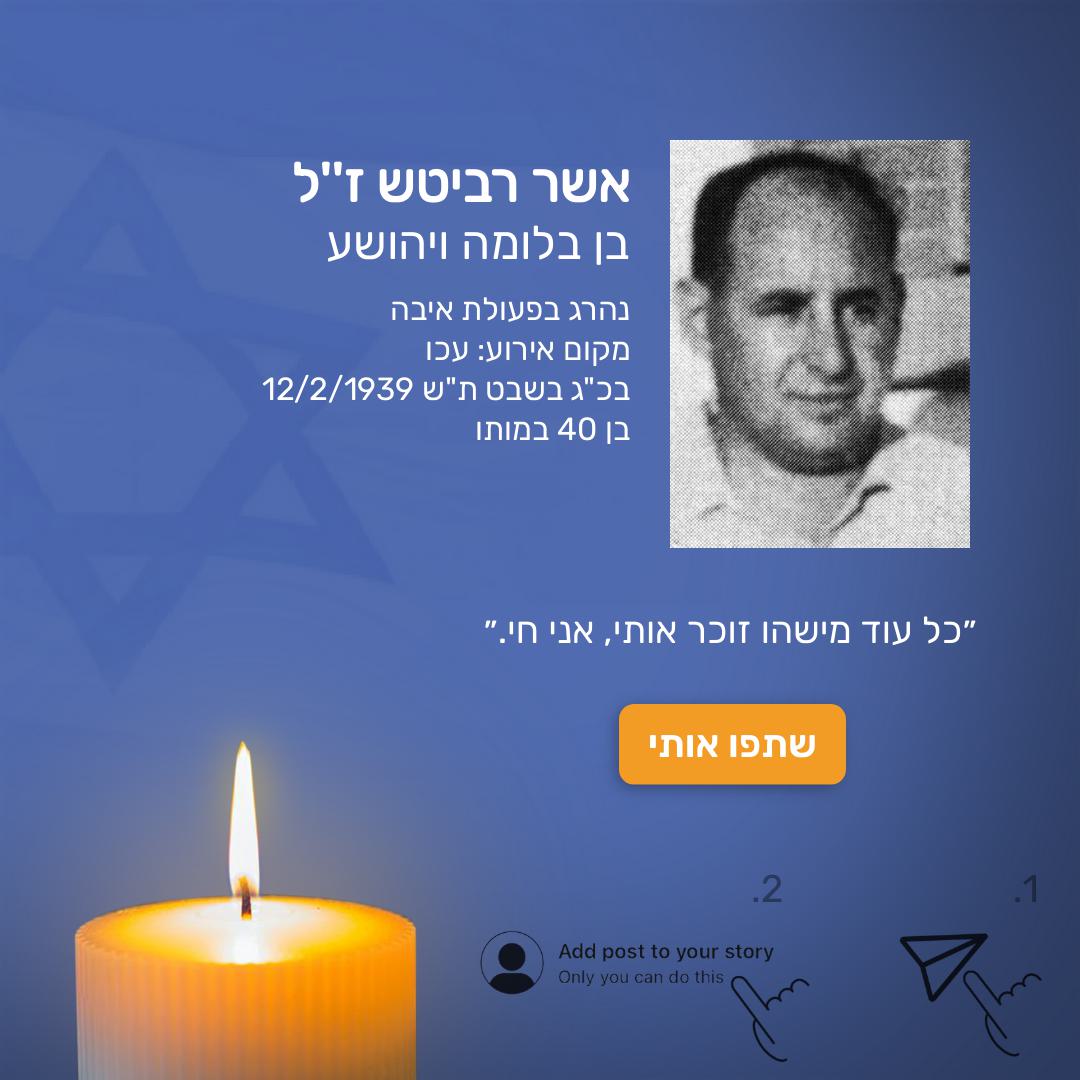 אשר רביטש ז"ל
בן בלומה ויהושע
נהרג בפעולת איבה
מקום אירוע: עכו
בכ"ג בשבט ת"ש 12/2/1939
בן 40 במותו
״כל עוד מישהו זוכר אותי, אני חי.״
שתפו אותי
.1
.2
Add post to your story
Only you can do this